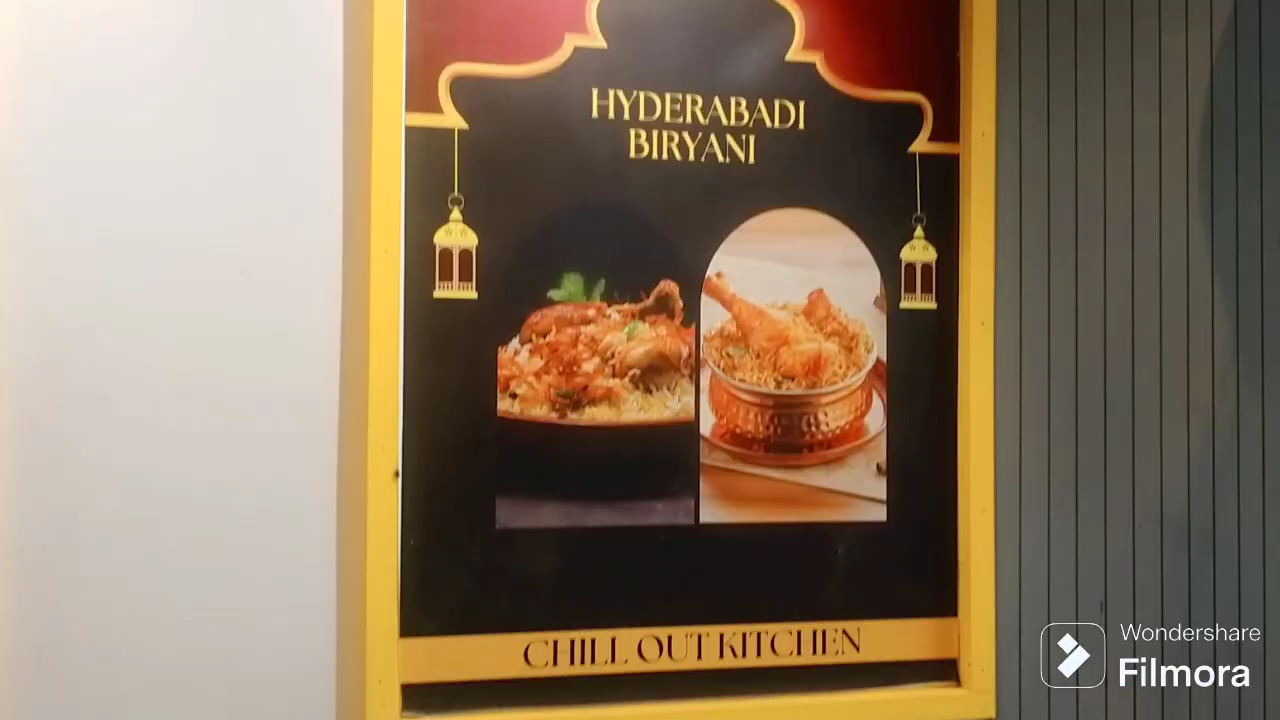 HYDERABADI
BIRYANI
CHILL OUT KITCHEN
Wondershare
Filmora